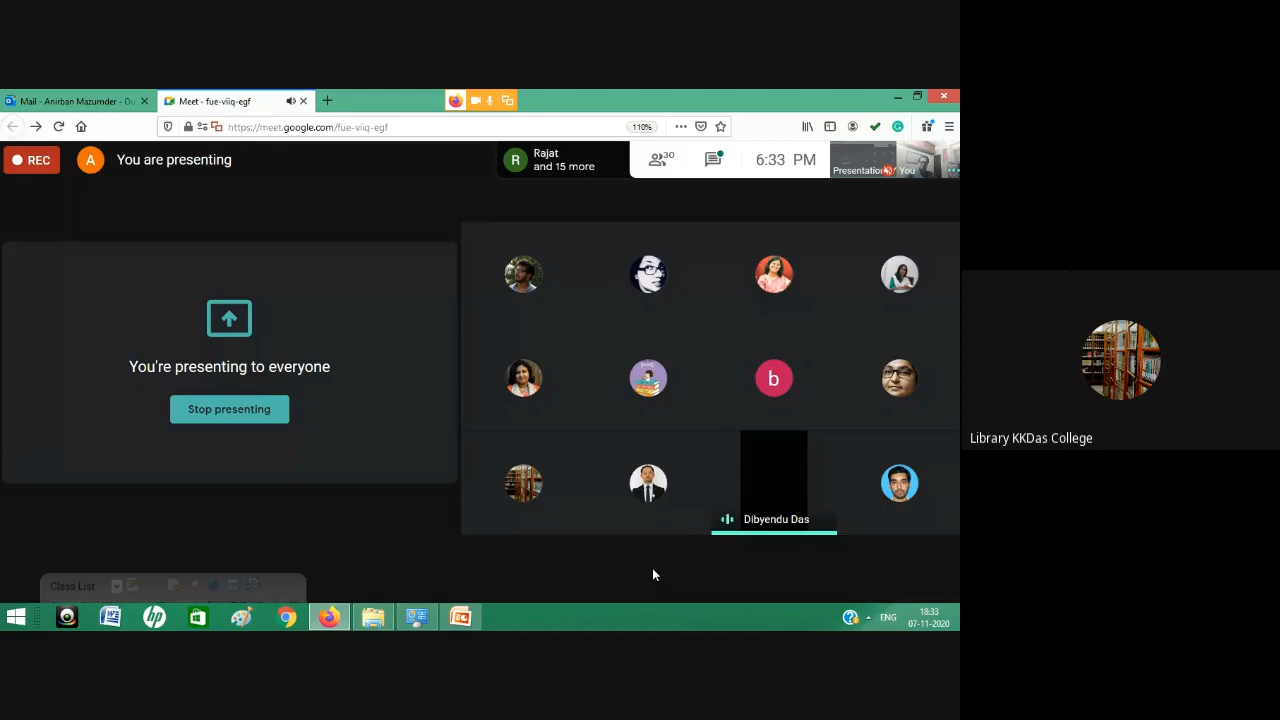 Mail - Anirban Mazumder - Ou
Meet - fue-viiq-egf
https://meet.google.com/fue-viiq-egf
110%
REC
A
You are presenting
R
Rajat
and 15 more
30
6:33 PM
Presentation
You
You're presenting to everyone
Stop presenting
b
Dibyendu Das
Library KKDas College
Class List
ENG
18:33
07-11-2020